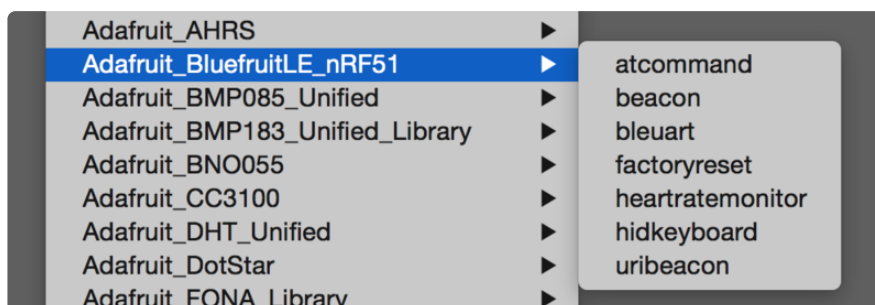 Adafruit_AHRS
Adafruit_BluefruitLE_nRF51
Adafruit_BMP085_Unified
Adafruit_BMP183_Unified_Library
Adafruit_BNO055
Adafruit_CC3100
Adafruit_DHT_Unified
Adafruit_DotStar
Adafruit_FONA_Library
atcommand
beacon
bleuart
factoryreset
heartratemonitor
hidkeyboard
uribeacon